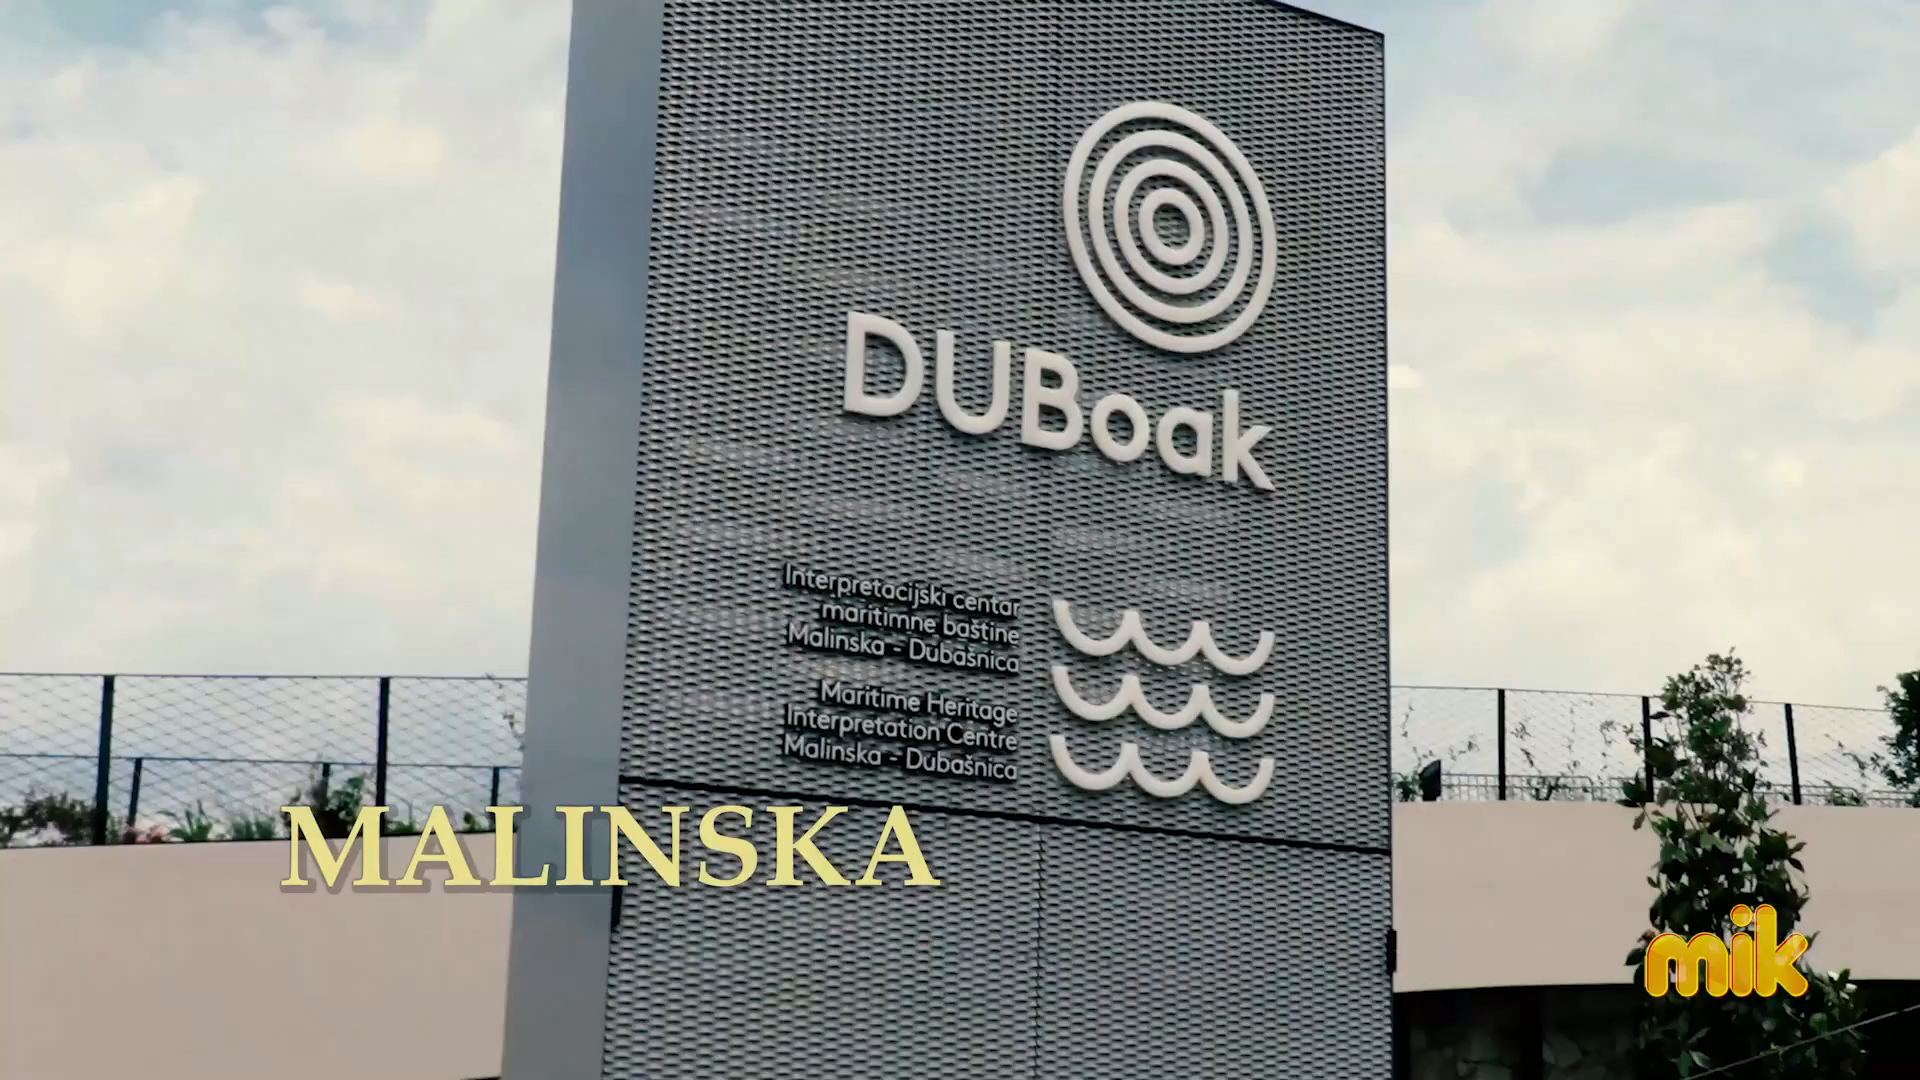 DUBoak
Interpretacijski centar
maritimne baštine
Malinska - Dubašnica
Maritime Heritage
Interpretation Centre
Malinska - Dubašnica
MALINSKA
mik